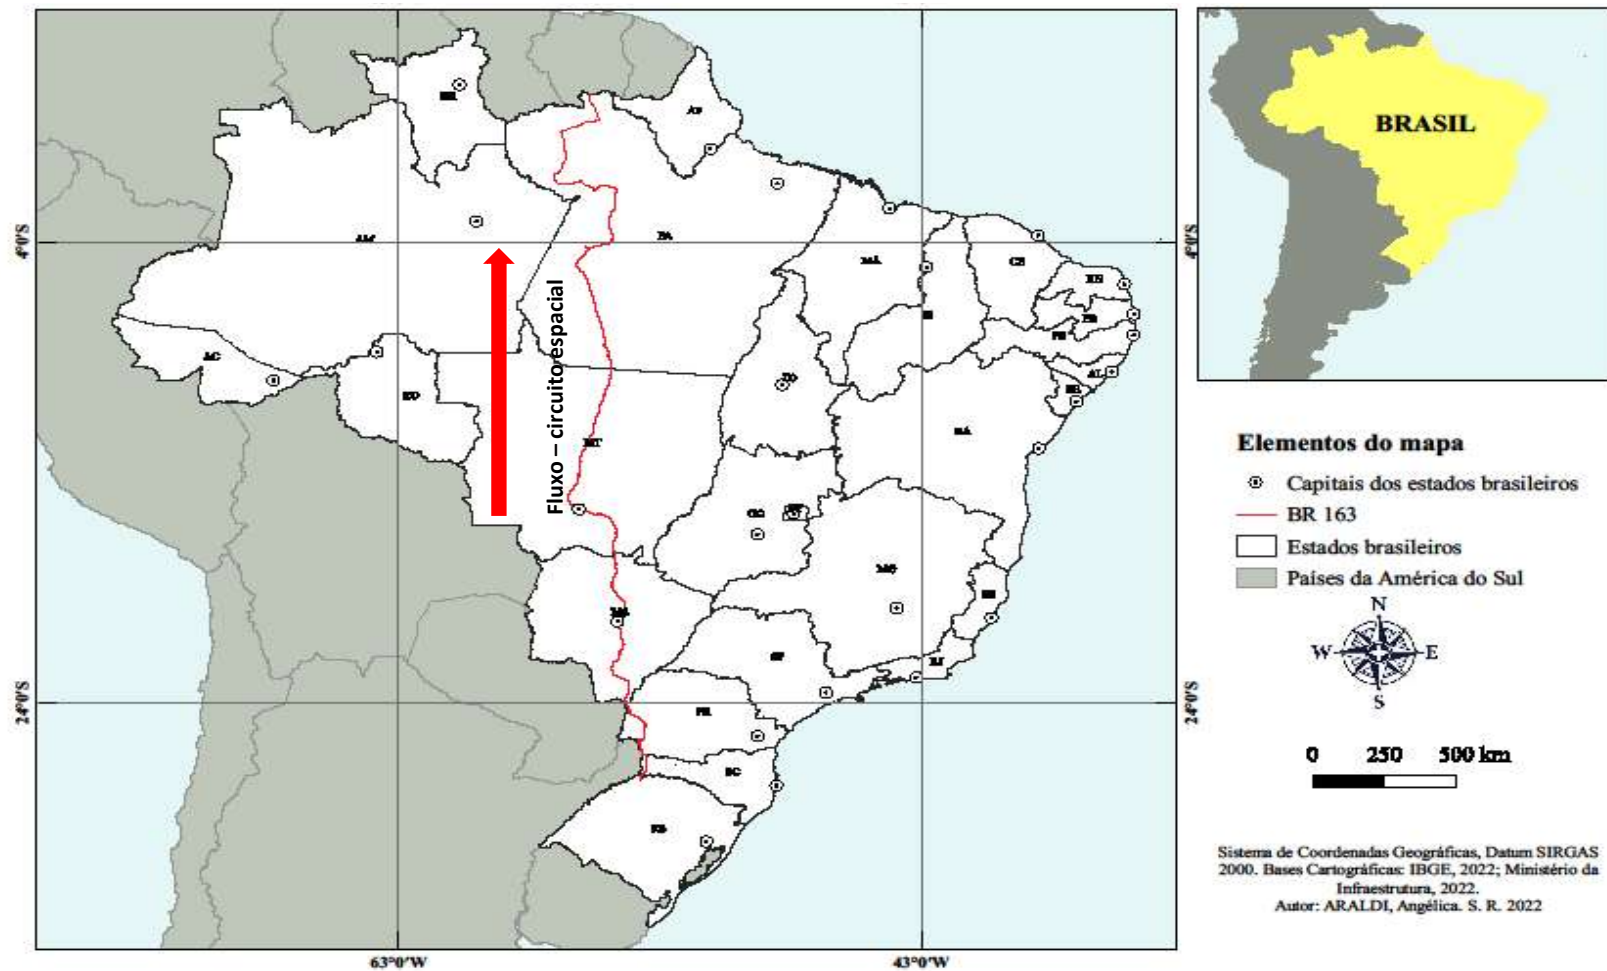 RR
AP
AM
PA
MA
CE
RN
PB
PE
AL
SE
AC
RO
TO
BA
MT
GO
DF
MG
ES
MS
SP
RJ
PR
SC
RS
Fluxo – circuito espacial
4°0'S
4°0'S
24°0'S
24°0'S
63°0'W
43°0'W
BRASIL
Elementos do mapa
Capitais dos estados brasileiros
BR 163
Estados brasileiros
Países da América do Sul
N
W
E
S
0 250 500 km
Sistema de Coordenadas Geográficas, Datum SIRGAS
2000. Bases Cartográficas: IBGE, 2022; Ministério da
Infraestrutura, 2022.
Autor: ARALDI, Angélica. S. R. 2022